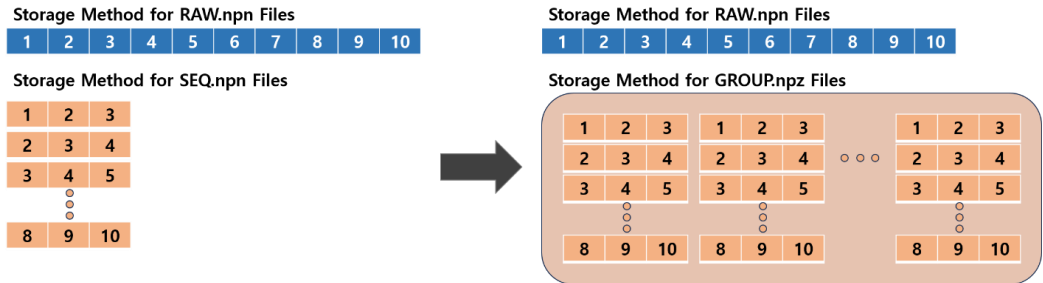 Storage Method for RAW.npn Files
1 2 3 4 5 6 7 8 9 10
Storage Method for SEQ.npn Files
1 2 3
2 3 4
3 4 5
8 9 10
Storage Method for RAW.npn Files
1 2 3 4 5 6 7 8 9 10
Storage Method for GROUP.npz Files
1 2 3 1 2 3 1 2 3
2 3 4 2 3 4 2 3 4
3 4 5 3 4 5 3 4 5
8 9 10 8 9 10 8 9 10